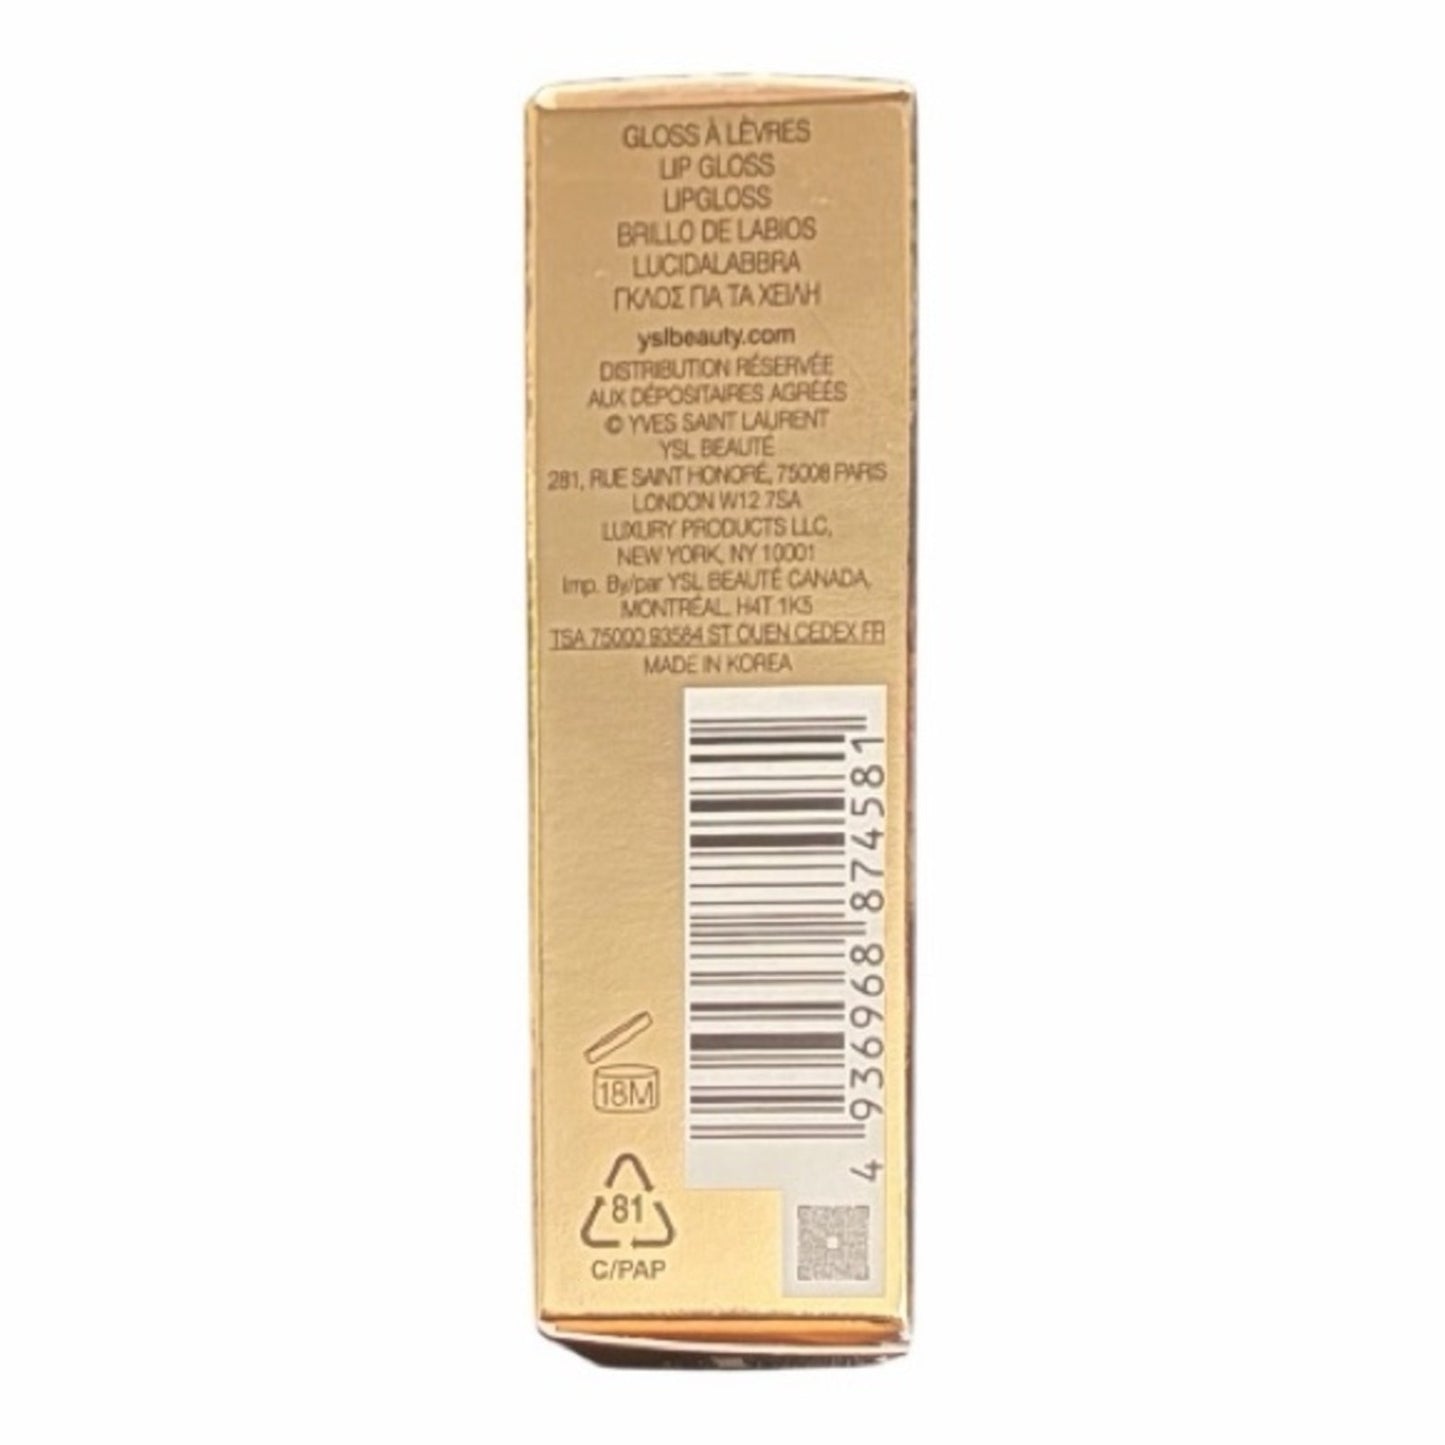 GLOSS À LÈVRES
LIP GLOSS
LIPGLOSS
BRILLO DE LABIOS
LUCIDALABBRA
ΓΚΛΟΣ ΓΙΑ ΤΑ ΧΕΙΛΗ
yslbeauty.com
DISTRIBUTION RÉSERVÉE
AUX DÉPOSITAIRES AGRÉÉS
© YVES SAINT LAURENT
YSL BEAUTÉ
281, RUE SAINT HONORÉ, 75008 PARIS
LONDON W12 7SA
LUXURY PRODUCTS LLC,
NEW YORK, NY 10001
Imp. By/par YSL BEAUTÉ CANADA,
MONTRÉAL, H4T 1K5
TSA 75000 93584 ST OUEN CEDEX FR
MADE IN KOREA
4 936968 874581
18M
81
C/PAP